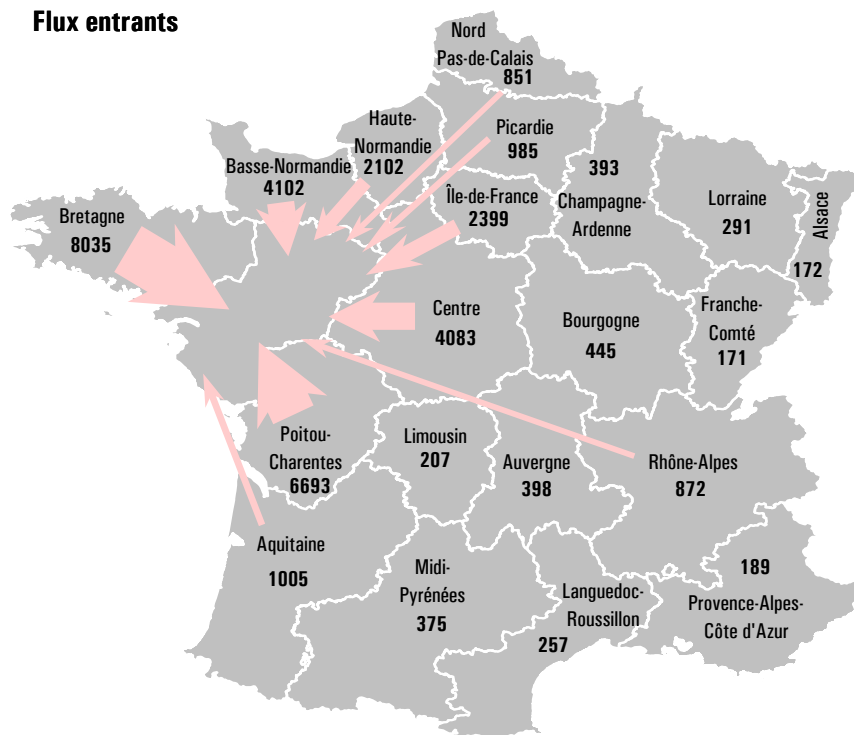 Flux entrants
Nord
Pas-de-Calais
851
Haute-
Normandie
2102
Picardie
985
Basse-Normandie
4102
393
Champagne-
Ardenne
Île-de-France
2399
Lorraine
291
Alsace
172
Bretagne
8035
Centre
4083
Bourgogne
445
Franche-
Comté
171
Poitou-
Charentes
6693
Limousin
207
Auvergne
398
Rhône-Alpes
872
Aquitaine
1005
Midi-
Pyrénées
375
Languedoc-
Roussillon
257
189
Provence-Alpes-
Côte d'Azur